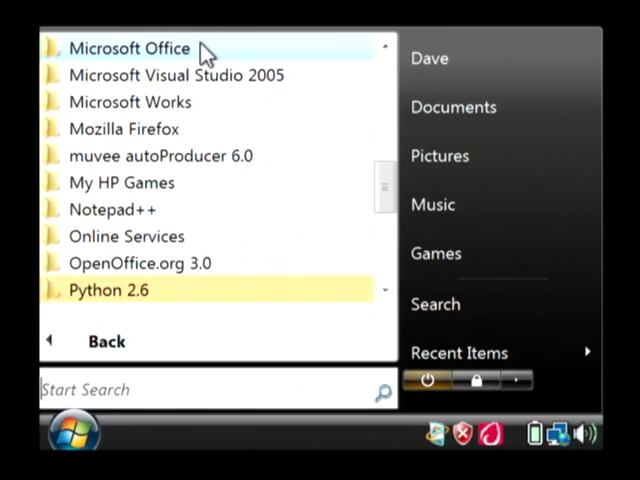 Microsoft Office
Microsoft Visual Studio 2005
Microsoft Works
Mozilla Firefox
muvee autoProducer 6.0
My HP Games
Notepad++
Online Services
OpenOffice.org 3.0
Python 2.6
Back
Start Search
Dave
Documents
Pictures
Music
Games
Search
Recent Items